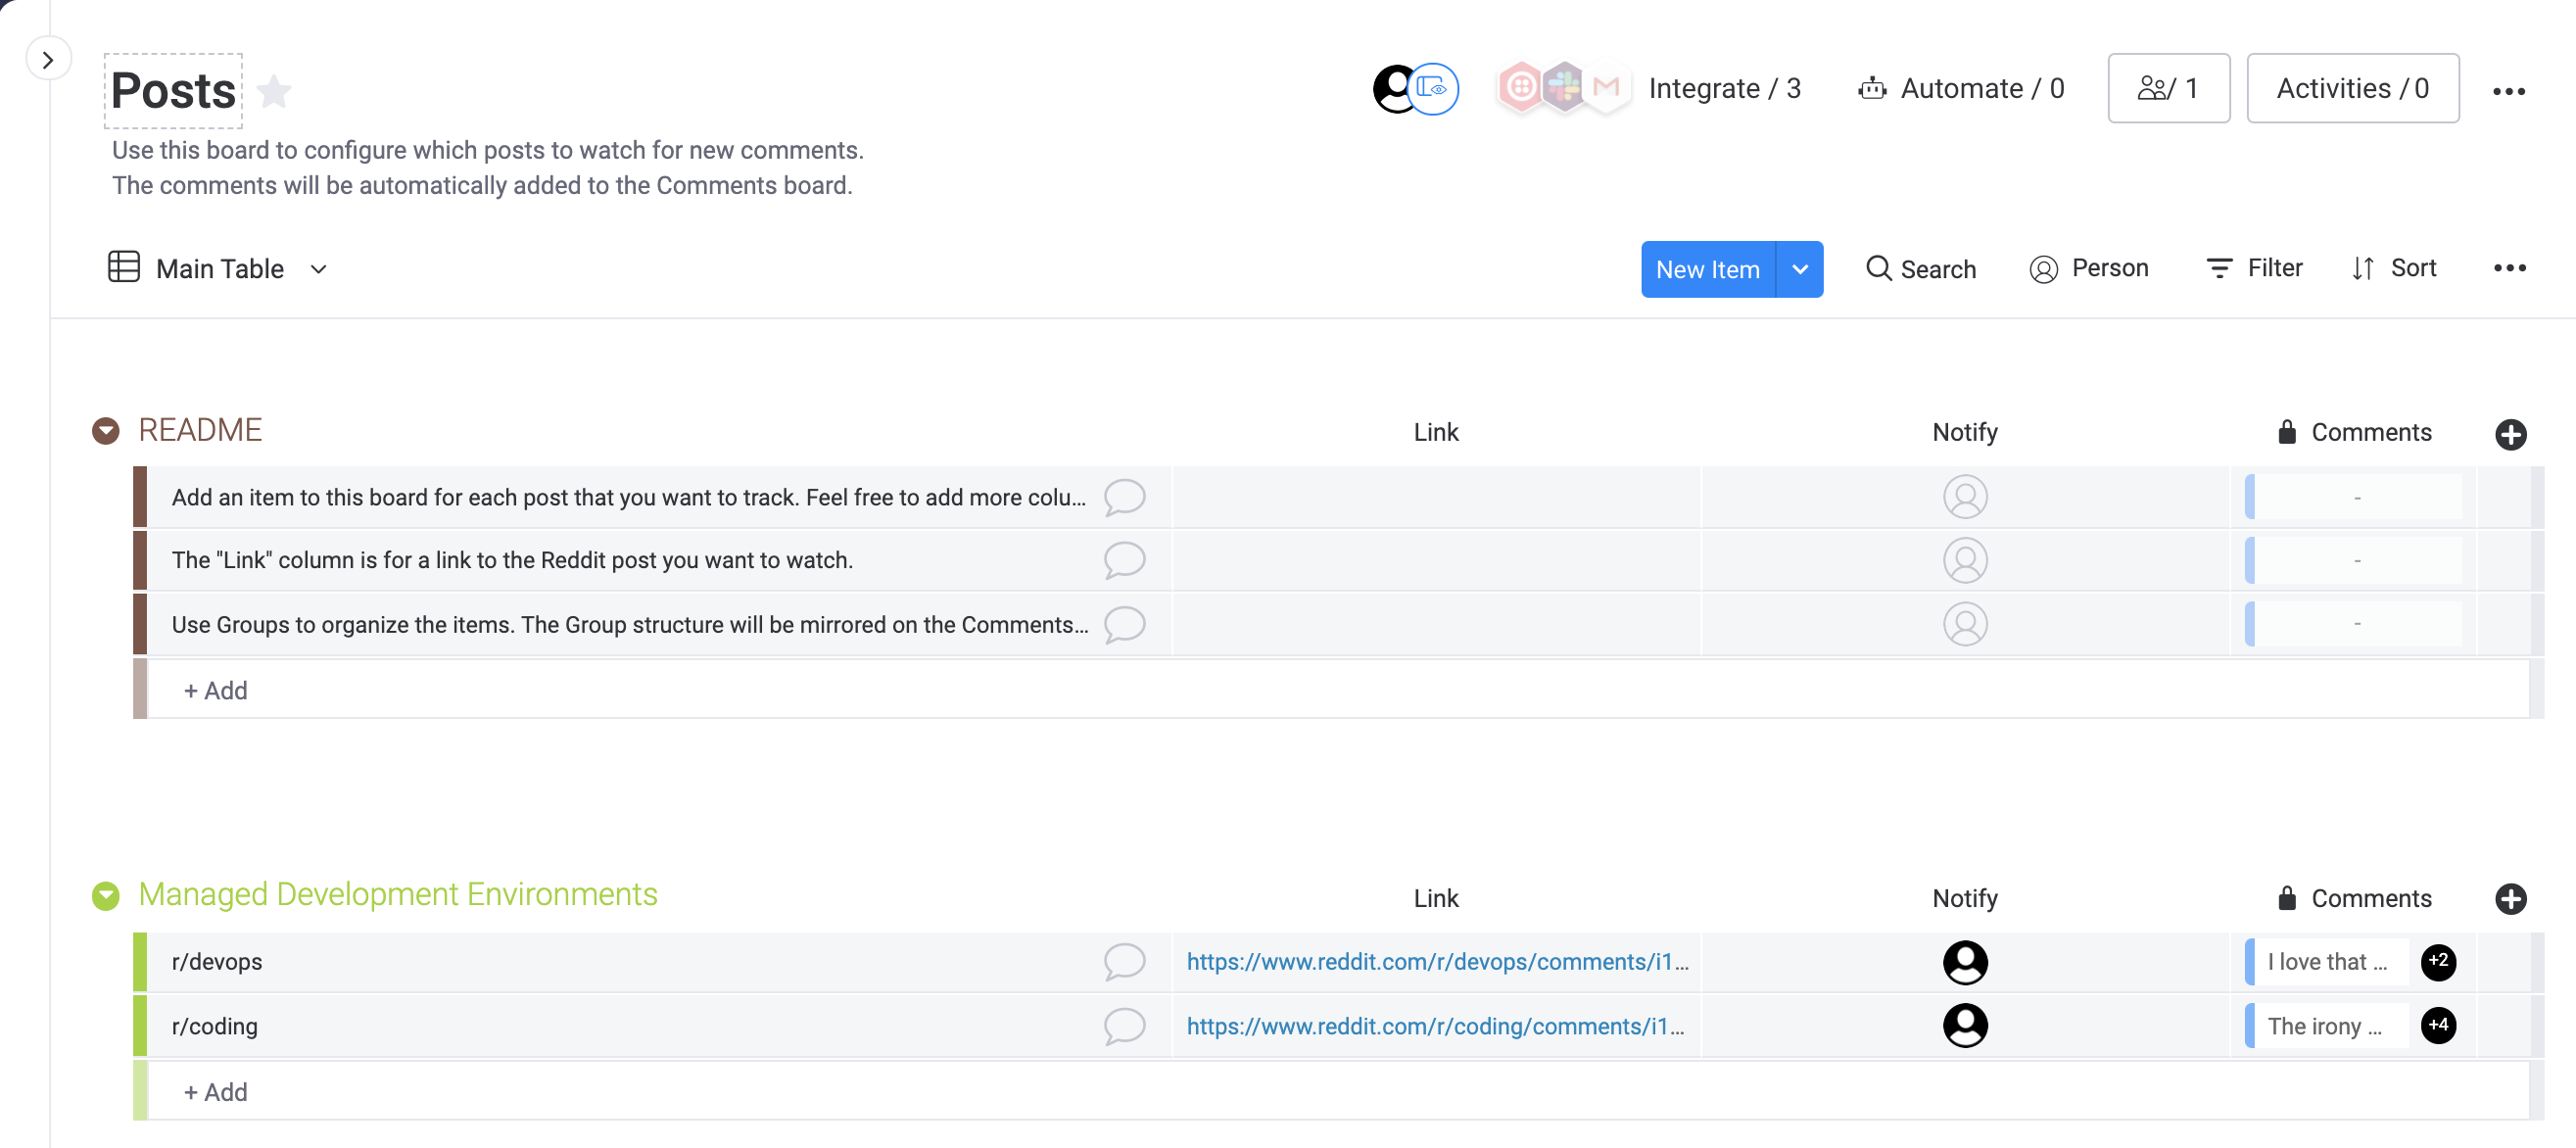 Posts
Integrate / 3
Automate / 0
/ 1
Activities / 0
Use this board to configure which posts to watch for new comments.
The comments will be automatically added to the Comments board.
Main Table
New Item
Search
Person
Filter
Sort
README
Link
Notify
Comments
Add an item to this board for each post that you want to track. Feel free to add more colu...
-
The "Link" column is for a link to the Reddit post you want to watch.
-
Use Groups to organize the items. The Group structure will be mirrored on the Comments...
-
+ Add
Managed Development Environments
Link
Notify
Comments
r/devops
https://www.reddit.com/r/devops/comments/i1...
I love that ...
+2
r/coding
https://www.reddit.com/r/coding/comments/i1...
The irony ...
+4
+ Add